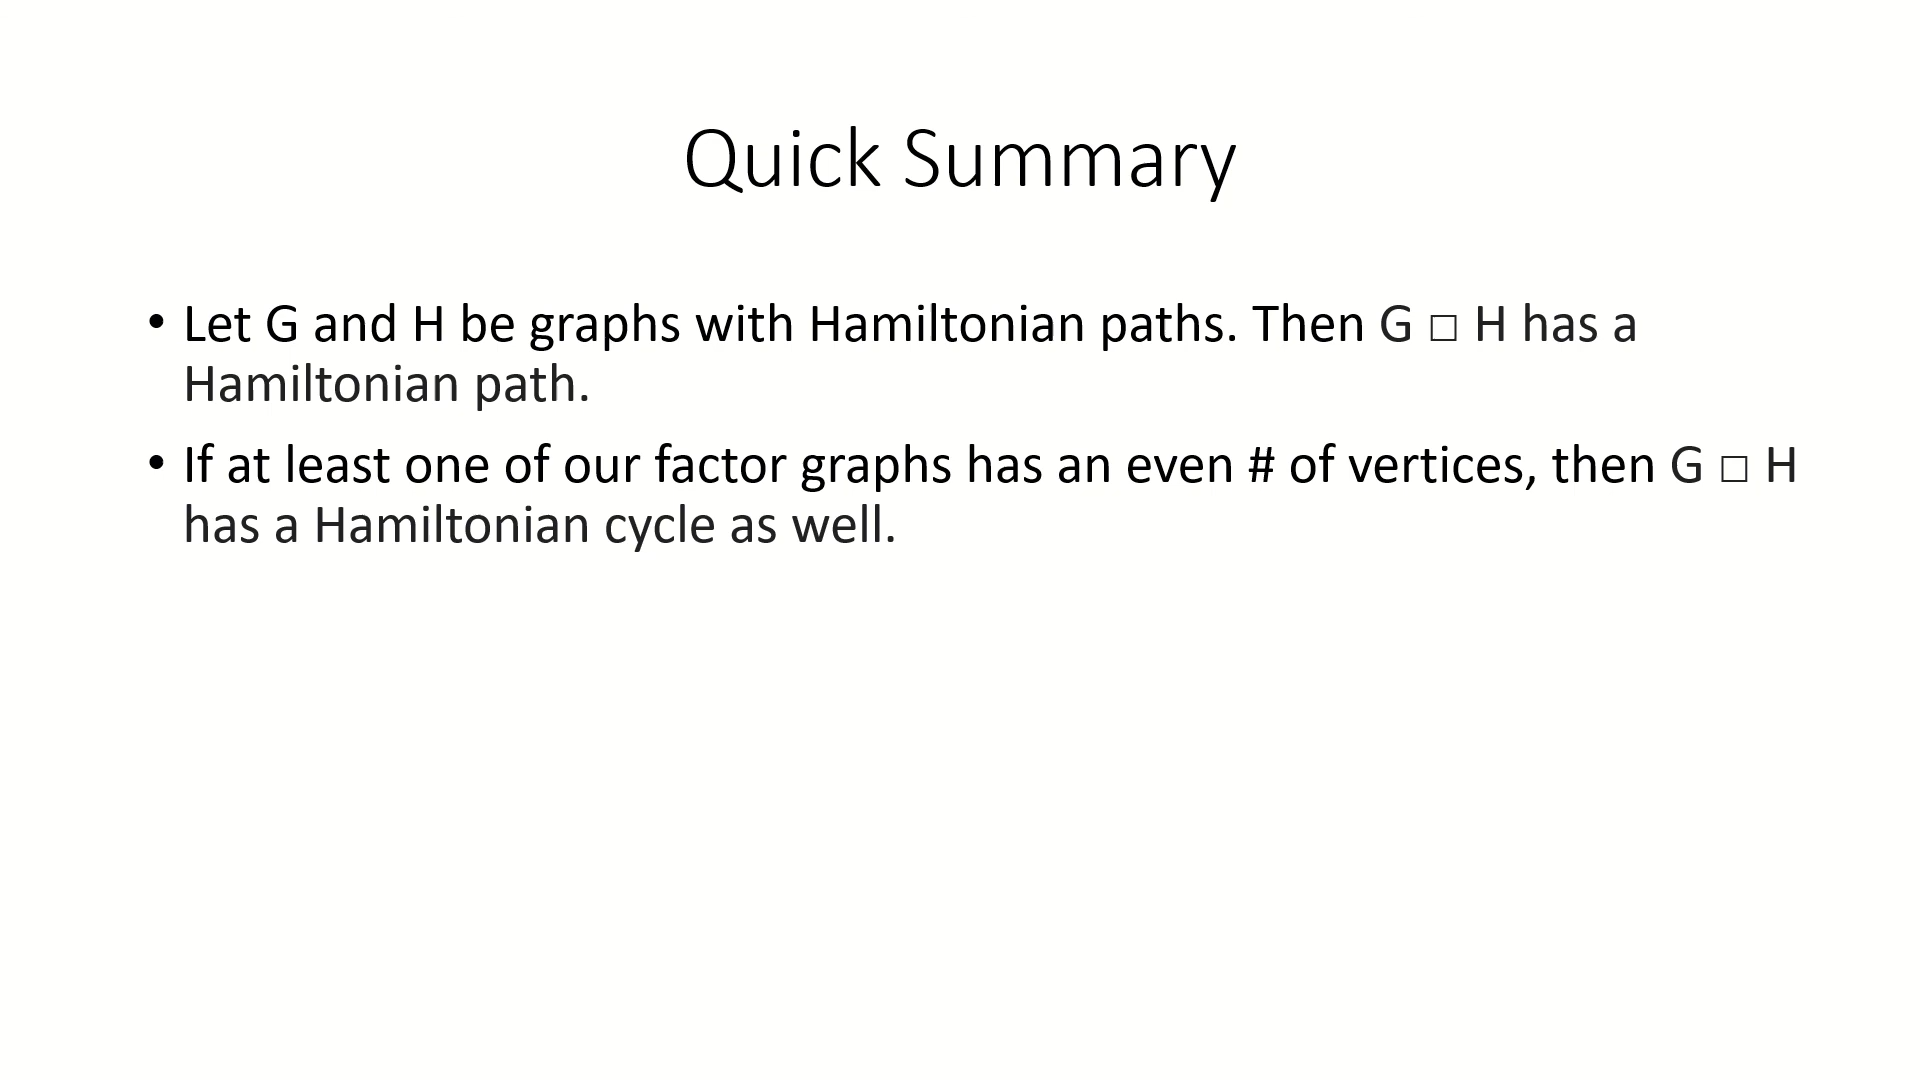 Quick Summary
• Let G and H be graphs with Hamiltonian paths. Then G □ H has a
Hamiltonian path.
• If at least one of our factor graphs has an even # of vertices, then G □ H
has a Hamiltonian cycle as well.